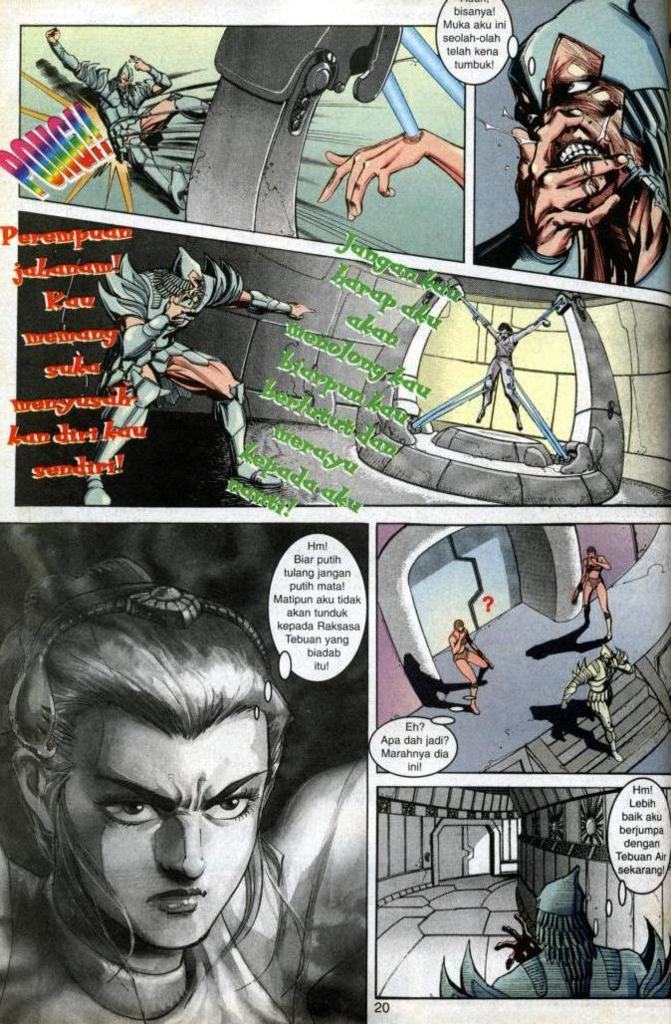 bisanya!
Muka aku ini
seolah-olah
telah kena
tumbuk!
PONGH!!
Perempuan
jahanam!
Kau
memang
suka
menyusah-
kan diri kau
sendiri!
Jangan kau
harap aku
akan
menolong kau
biarpun kau
berlutut dan
merayu
kepada aku
nanti!
Hm!
Biar putih
tulang jangan
putih mata!
Matipun aku tidak
akan tunduk
kepada Raksasa
Tebuan yang
biadab
itu!
?
Eh?
Apa dah jadi?
Marahnya dia
ini!
Hm!
Lebih
baik aku
berjumpa
dengan
Tebuan Air
sekarang!
20